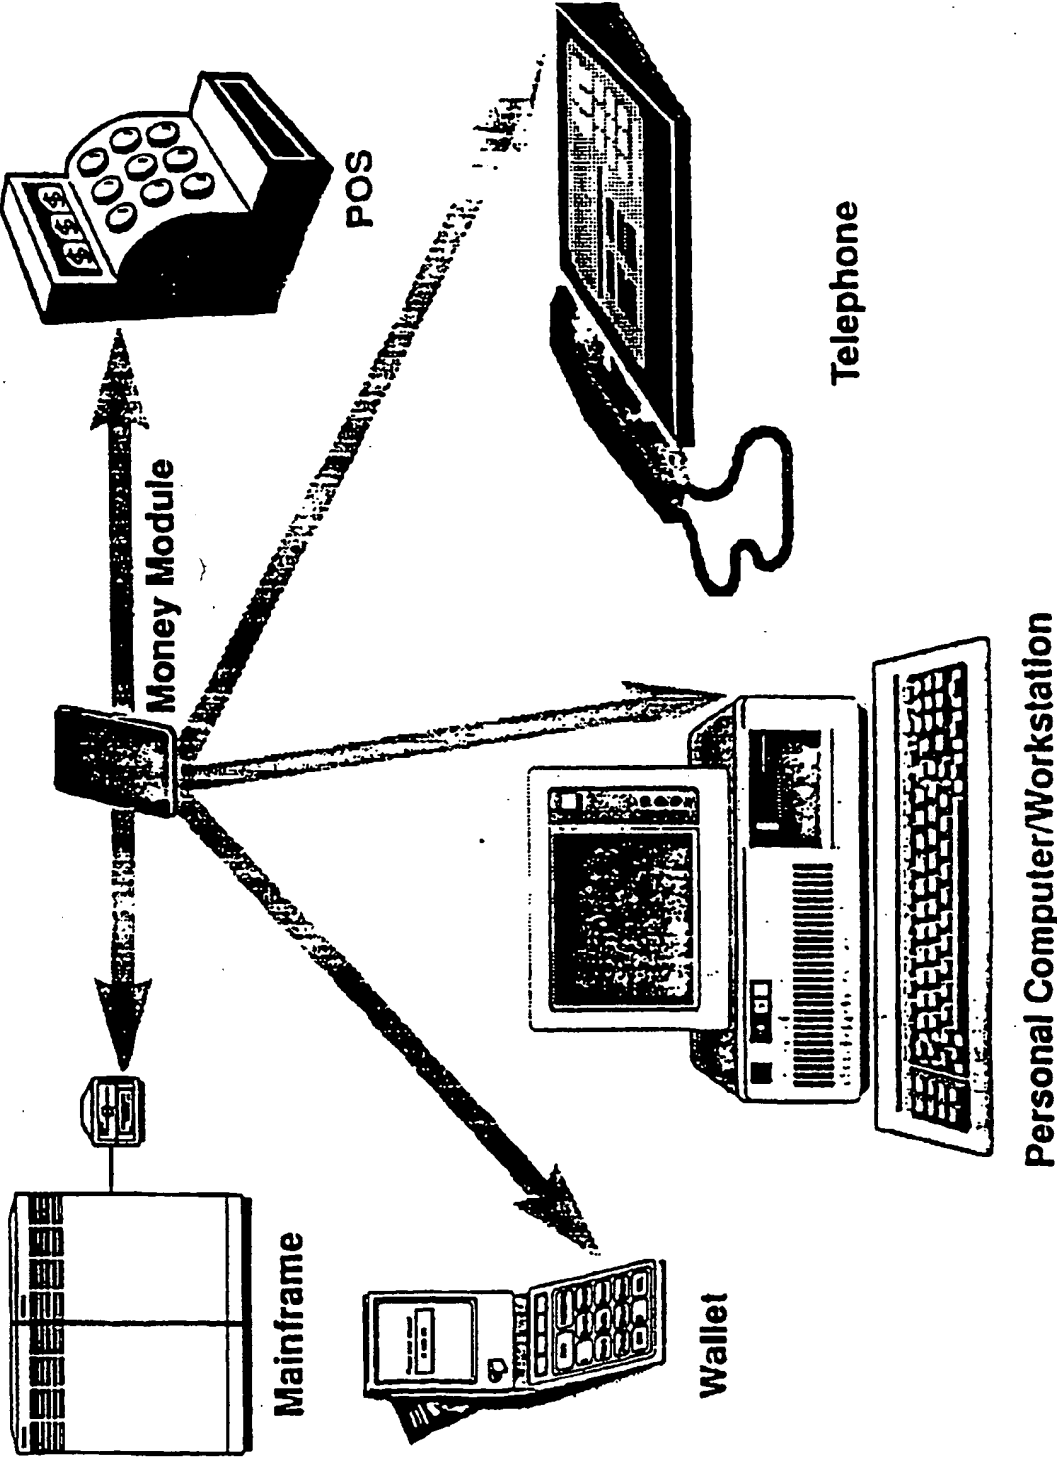 Mainframe
Money Module
POS
$ $ $
Wallet
Telephone
Personal Computer/Workstation